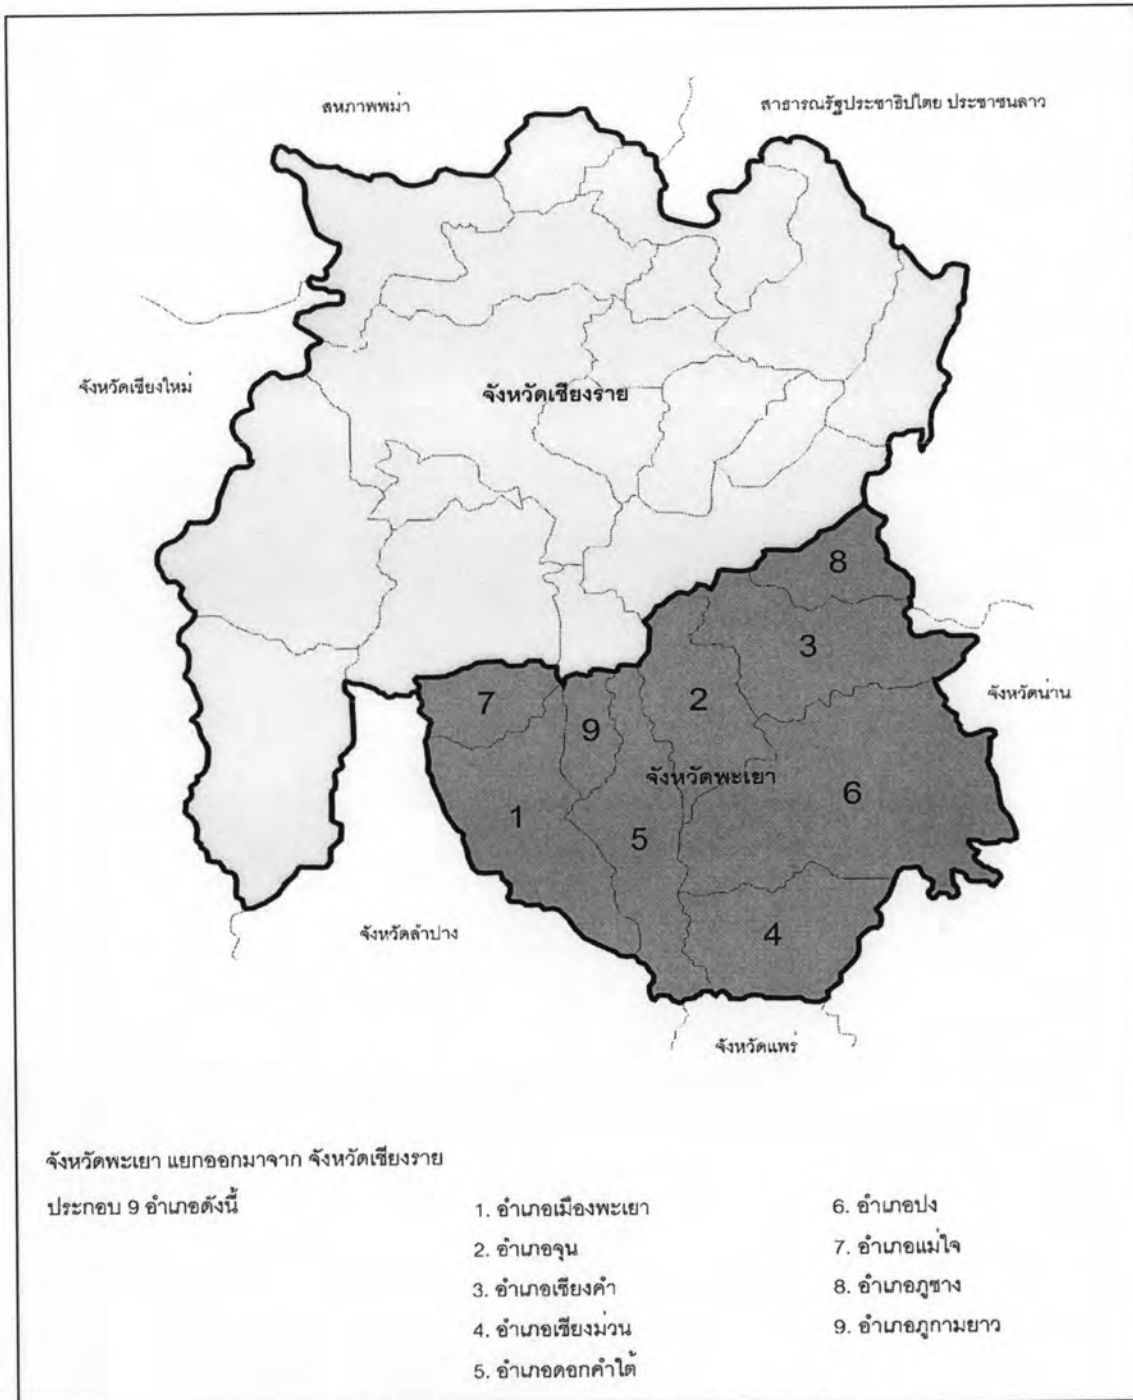 สหภาพพม่า
สาธารณรัฐประชาธิปไตย ประชาชนลาว
จังหวัดเชียงใหม่
จังหวัดเชียงราย
8
3
จังหวัดน่าน
7
2
9
จังหวัดพะเยา
6
1
5
จังหวัดลำปาง
4
จังหวัดแพร่
จังหวัดพะเยา แยกออกมาจาก จังหวัดเชียงราย
ประกอบ 9 อำเภอดังนี้
1. อำเภอเมืองพะเยา
2. อำเภอจุน
3. อำเภอเชียงคำ
4. อำเภอเชียงม่วน
5. อำเภอดอกคำใต้
6. อำเภอปง
7. อำเภอแม่ใจ
8. อำเภอภูซาง
9. อำเภอภูกามยาว